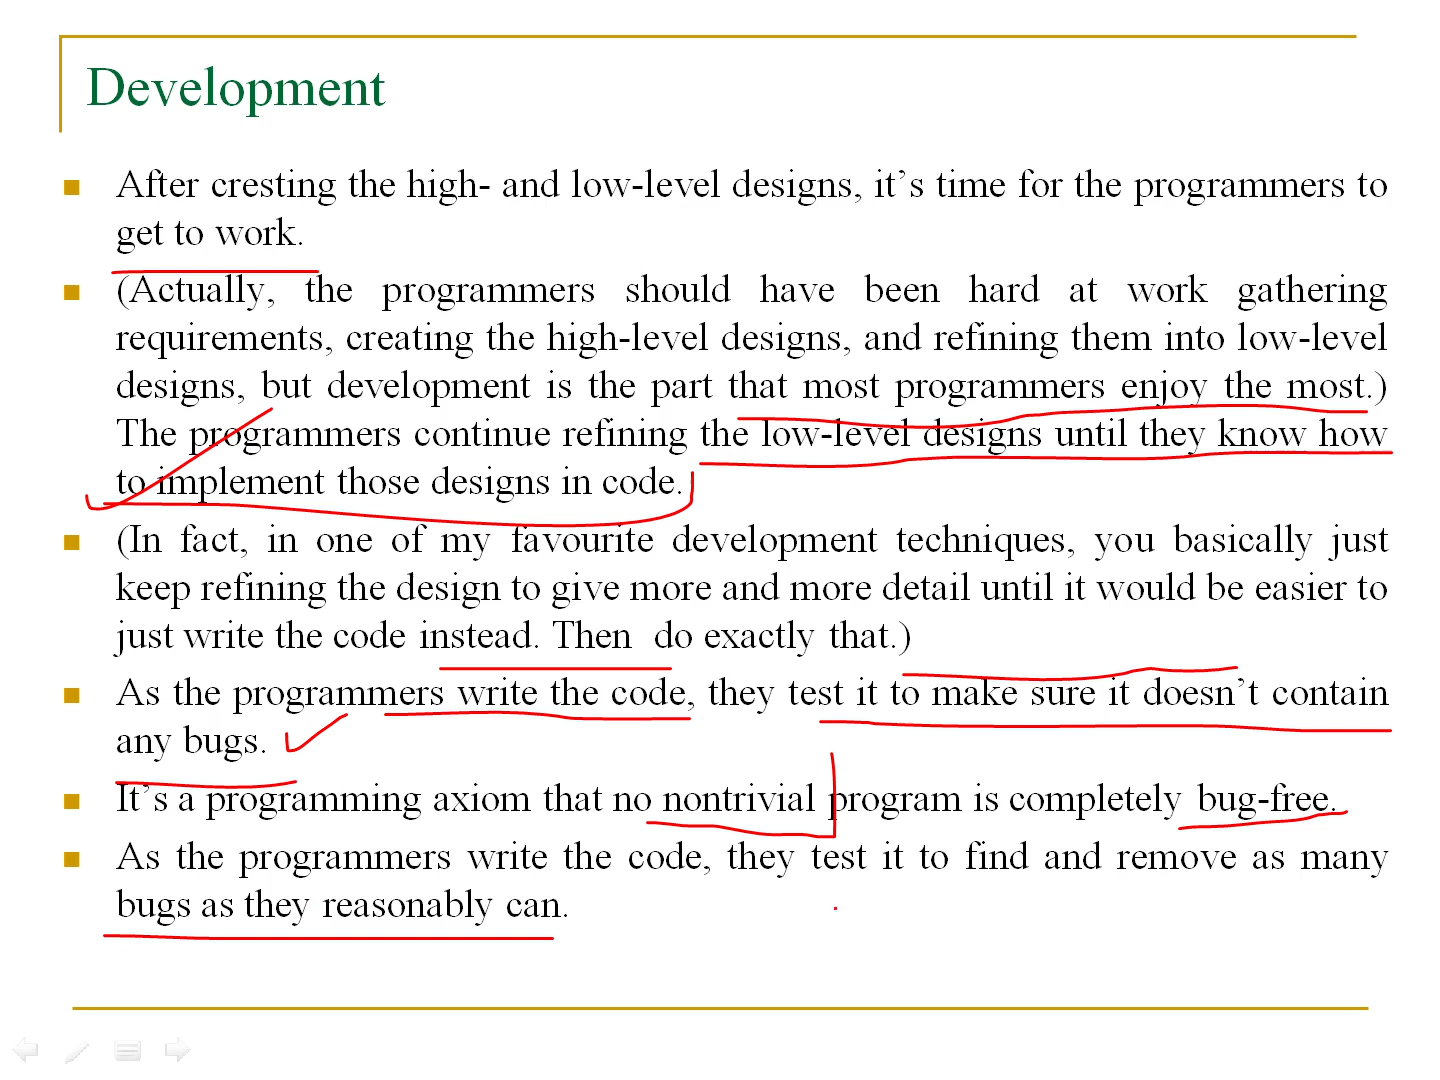 Development
After cresting the high- and low-level designs, it’s time for the programmers to
get to work.
(Actually, the programmers should have been hard at work gathering
requirements, creating the high-level designs, and refining them into low-level
designs, but development is the part that most programmers enjoy the most.)
The programmers continue refining the low-level designs until they know how
to implement those designs in code.
(In fact, in one of my favourite development techniques, you basically just
keep refining the design to give more and more detail until it would be easier to
just write the code instead. Then do exactly that.)
As the programmers write the code, they test it to make sure it doesn’t contain
any bugs.
It’s a programming axiom that no nontrivial program is completely bug-free.
As the programmers write the code, they test it to find and remove as many
bugs as they reasonably can.